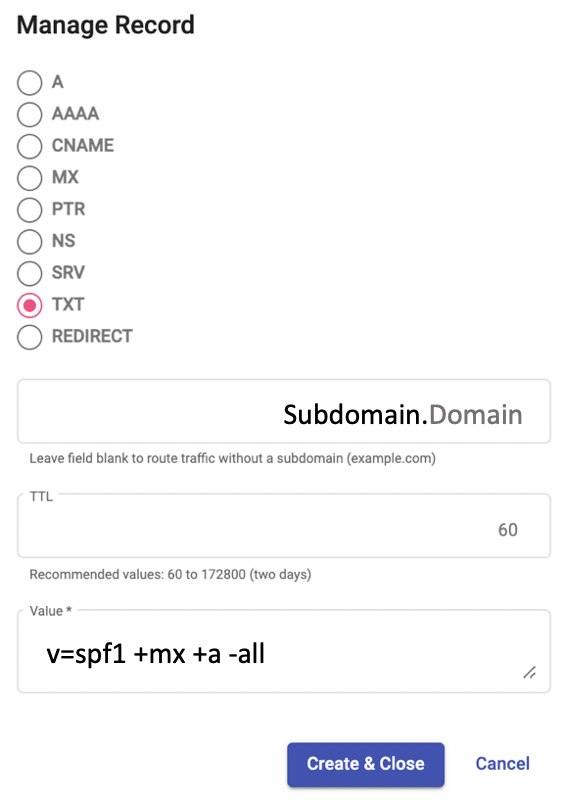 Manage Record
A
AAAA
CNAME
MX
PTR
NS
SRV
TXT
REDIRECT
Subdomain.Domain
Leave field blank to route traffic without a subdomain (example.com)
TTL
60
Recommended values: 60 to 172800 (two days)
Value *
v=spf1 +mx +a -all
Create & Close Cancel